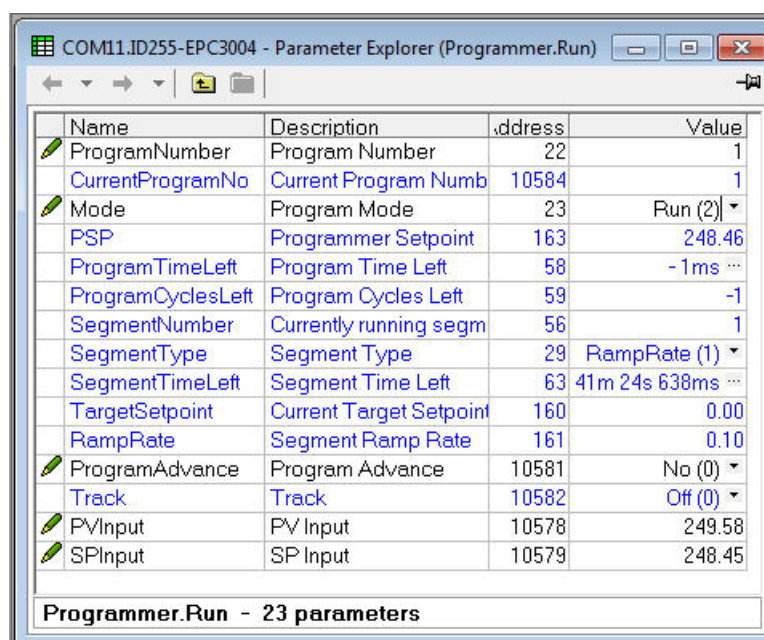 COM11.ID255-EPC3004 - Parameter Explorer (Programmer.Run)
Name Description ddress Value
ProgramNumber Program Number 22 1
CurrentProgramNo Current Program Numb 10584 1
Mode Program Mode 23 Run (2)
PSP Programmer Setpoint 163 248.46
ProgramTimeLeft Program Time Left 58 -1ms ...
ProgramCyclesLeft Program Cycles Left 59 -1
SegmentNumber Currently running segm 56 1
SegmentType Segment Type 29 RampRate (1)
SegmentTimeLeft Segment Time Left 63 41m 24s 638ms ...
TargetSetpoint Current Target Setpoint 160 0.00
RampRate Segment Ramp Rate 161 0.10
ProgramAdvance Program Advance 10581 No (0)
Track Track 10582 Off (0)
PVInput PV Input 10578 249.58
SPInput SP Input 10579 248.45
Programmer.Run - 23 parameters